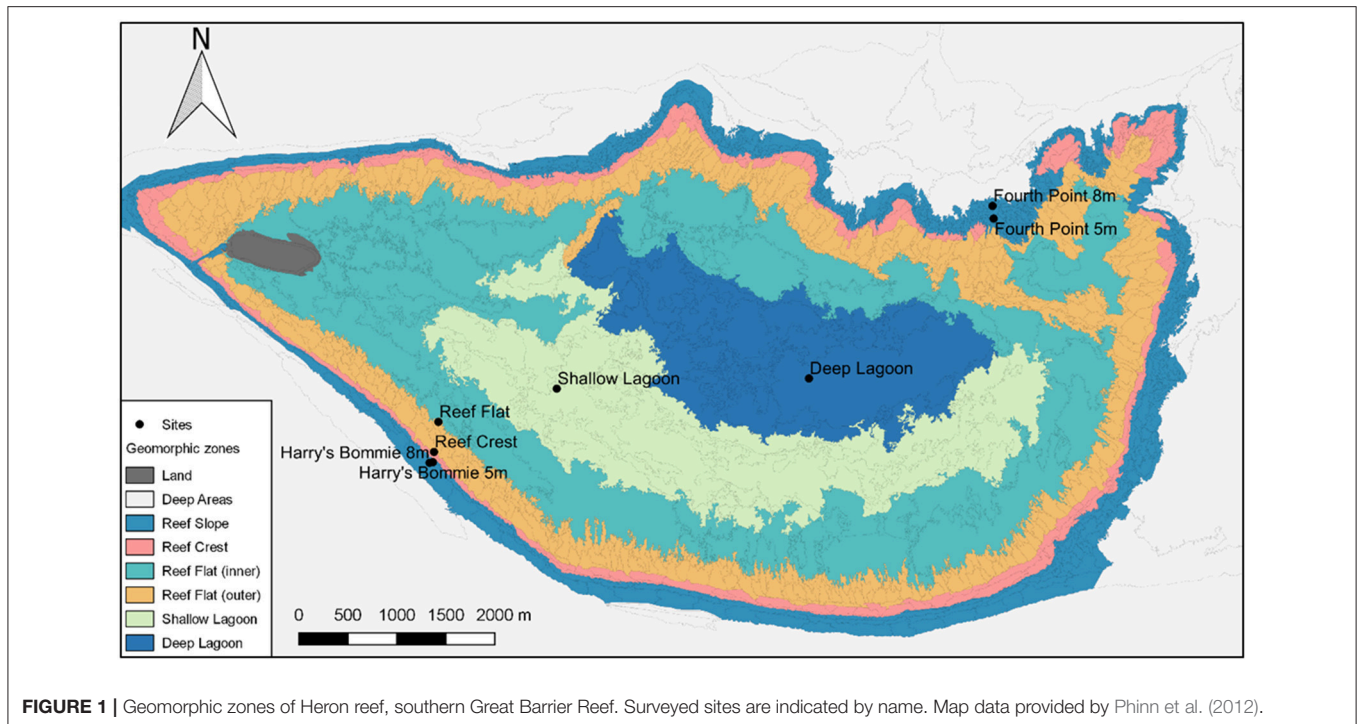 N
Fourth Point 8m
Fourth Point 5m
Deep Lagoon
Shallow Lagoon
Reef Flat
Reef Crest
Harry's Bommie 8m
Harry's Bommie 5m
Sites
Geomorphic zones
Land
Deep Areas
Reef Slope
Reef Crest
Reef Flat (inner)
Reef Flat (outer)
Shallow Lagoon
Deep Lagoon
0 500 1000 1500 2000 m
FIGURE 1 | Geomorphic zones of Heron reef, southern Great Barrier Reef. Surveyed sites are indicated by name. Map data provided by Phinn et al. (2012).